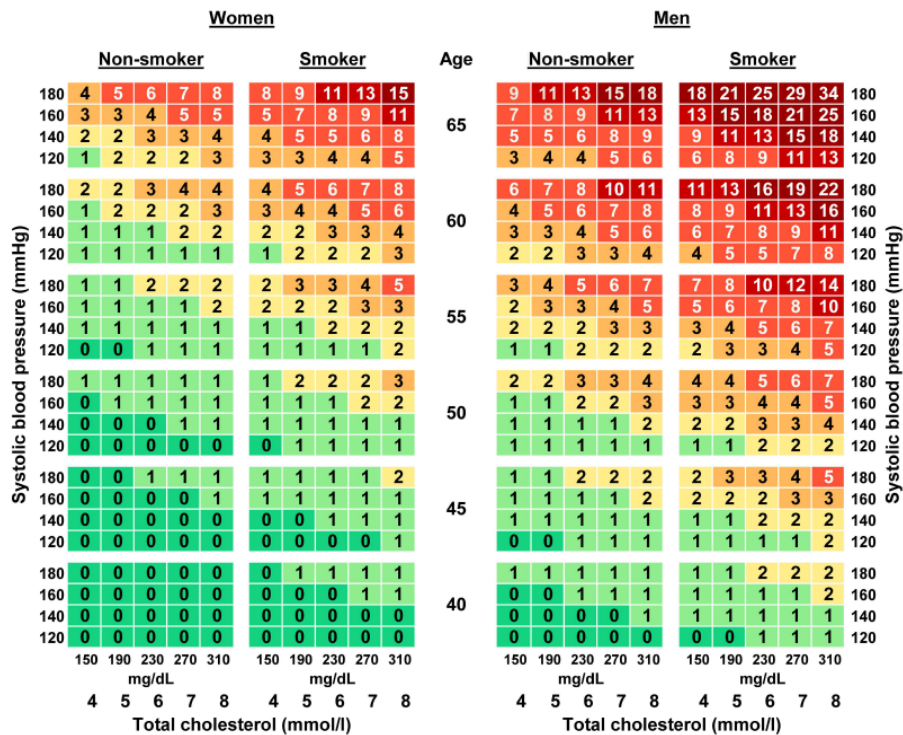 Women Men
Non-smoker Smoker Age Non-smoker Smoker
180 4 5 6 7 8 8 9 11 13 15 9 11 13 15 18 18 21 25 29 34 180
160 3 3 4 5 5 5 7 8 9 11 7 8 9 11 13 13 15 18 21 25 160
65
140 2 2 3 3 4 4 5 5 6 8 5 5 6 8 9 9 11 13 15 18 140
120 1 2 2 2 3 3 3 4 4 5 3 4 4 5 6 6 8 9 11 13 120
180 2 2 3 4 4 4 5 6 7 8 6 7 8 10 11 11 13 16 19 22 180
160 1 2 2 2 3 3 4 4 5 6 4 5 6 7 8 8 9 11 13 16 160
60
140 1 1 1 2 2 2 2 3 3 4 3 3 4 5 6 6 7 8 9 11 140
120 1 1 1 1 1 1 2 2 2 3 2 2 3 3 4 4 5 5 7 8 120
180 1 1 2 2 2 2 3 3 4 5 3 4 5 6 7 7 8 10 12 14 180
160 1 1 1 1 2 2 2 2 3 3 2 3 3 4 5 5 6 7 8 10 160
55
140 1 1 1 1 1 1 1 2 2 2 2 2 2 3 3 3 4 5 6 7 140
120 0 0 1 1 1 1 1 1 1 2 1 1 2 2 2 2 3 3 4 5 120
180 1 1 1 1 1 1 2 2 2 3 2 2 3 3 4 4 4 5 6 7 180
160 0 1 1 1 1 1 1 1 2 2 1 1 2 2 3 3 3 4 4 5 160
50
140 0 0 0 1 1 1 1 1 1 1 1 1 1 1 2 2 2 3 3 4 140
120 0 0 0 0 0 0 1 1 1 1 1 1 1 1 1 1 1 2 2 2 120
180 0 0 1 1 1 1 1 1 1 2 1 1 2 2 2 2 3 3 4 5 180
160 0 0 0 0 1 1 1 1 1 1 1 1 1 1 2 2 2 2 3 3 160
45
140 0 0 0 0 0 0 0 1 1 1 1 1 1 1 1 1 1 2 2 2 140
120 0 0 0 0 0 0 0 0 0 1 0 0 1 1 1 1 1 1 1 2 120
180 0 0 0 0 0 0 1 1 1 1 1 1 1 1 1 1 1 2 2 2 180
160 0 0 0 0 0 0 0 0 1 1 0 0 1 1 1 1 1 1 1 2 160
40
140 0 0 0 0 0 0 0 0 0 0 0 0 0 0 1 1 1 1 1 1 140
120 0 0 0 0 0 0 0 0 0 0 0 0 0 0 0 0 0 1 1 1 120
150 190 230 270 310 150 190 230 270 310 150 190 230 270 310 150 190 230 270 310
mg/dL mg/dL mg/dL mg/dL
4 5 6 7 8 4 5 6 7 8 4 5 6 7 8 4 5 6 7 8
Total cholesterol (mmol/l) Total cholesterol (mmol/l)
Systolic blood pressure (mmHg)
Systolic blood pressure (mmHg)